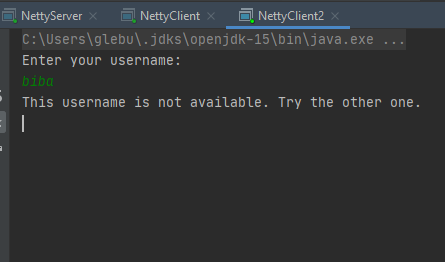 NettyServer NettyClient NettyClient2
C:\Users\glebu\.jdks\openjdk-15\bin\java.exe ...
Enter your username:
biba
This username is not available. Try the other one.